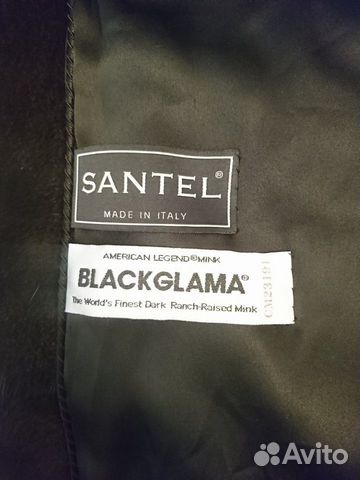 SANTEL®
MADE IN ITALY
AMERICAN LEGEND®MINK
BLACKGLAMA®
The World's Finest Dark Ranch-Raised Mink
CM23191
Avito